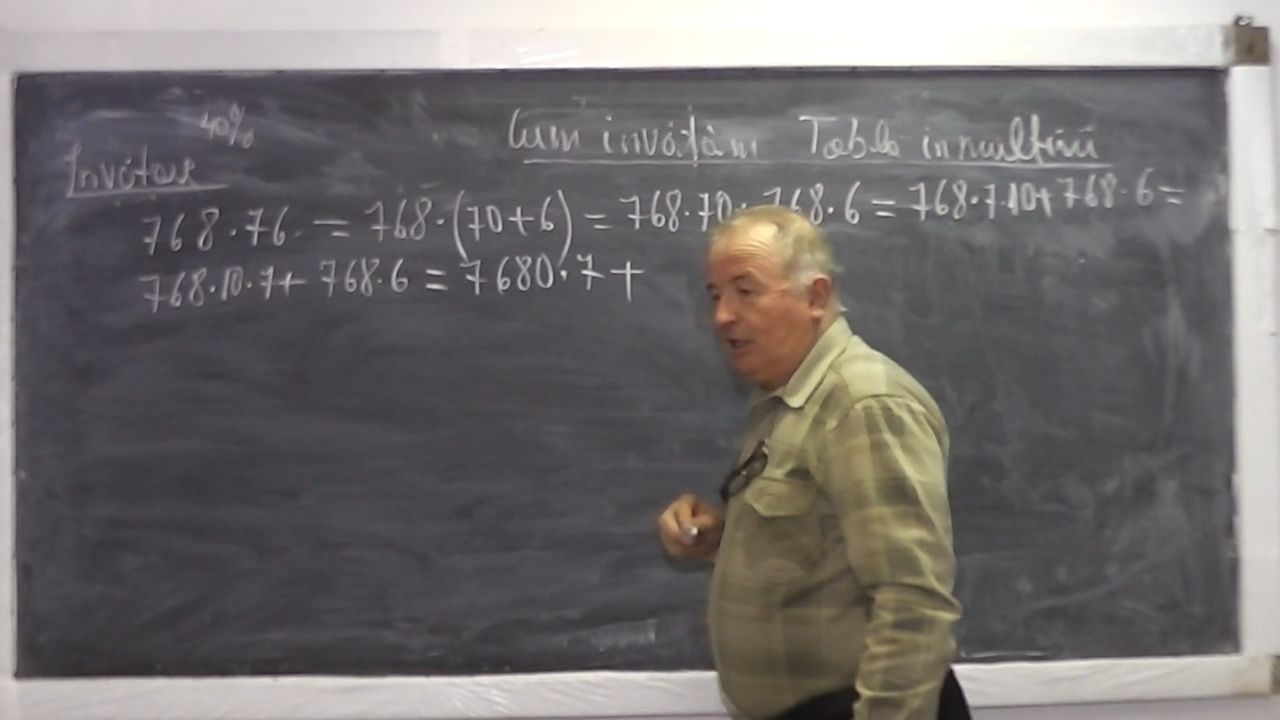 40%
Cum învățăm Tabla înmulțirii
Învățare
768·76 = 768·(70+6) = 768·70 768·6 = 768·7·10+768·6=
768·10·7+ 768·6 = 7680·7+